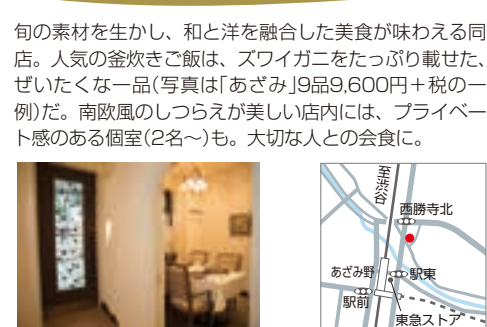 旬の素材を生かし、和と洋を融合した美食が味わえる同
店。人気の釜炊きご飯は、ズワイガニをたっぷり載せた、
ぜいたくな一品(写真は「あざみ」9品9,600円＋税の一
例)だ。南欧風のしつらえが美しい店内には、プライベー
ト感のある個室(2名〜)も。大切な人との会食に。
至渋谷
西勝寺北
あざみ野
駅東
駅前
東急ストア